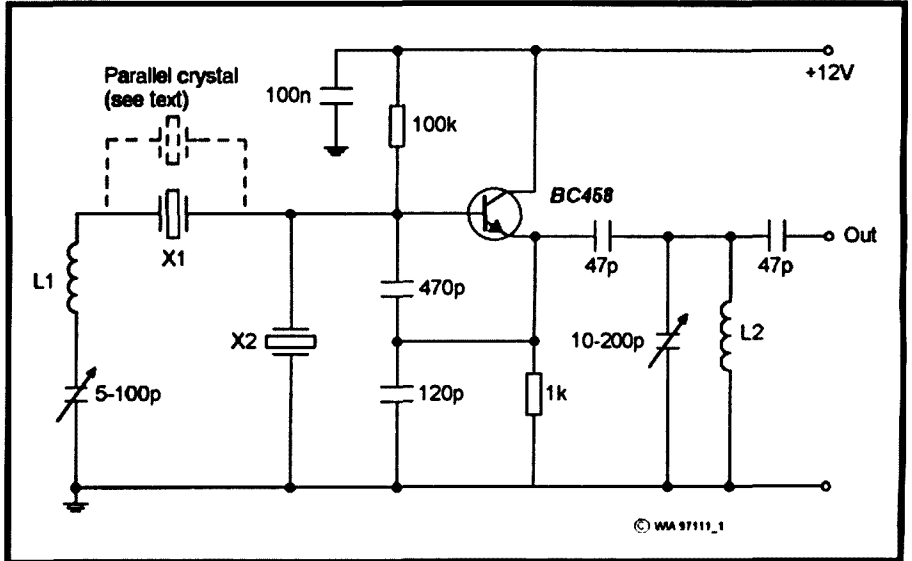 Parallel crystal
(see text)
100n
+12V
100k
BC458
X1
Out
L1
47p
47p
470p
X2
10-200p
L2
5-100p
120p
1k
© WIA 97111_1